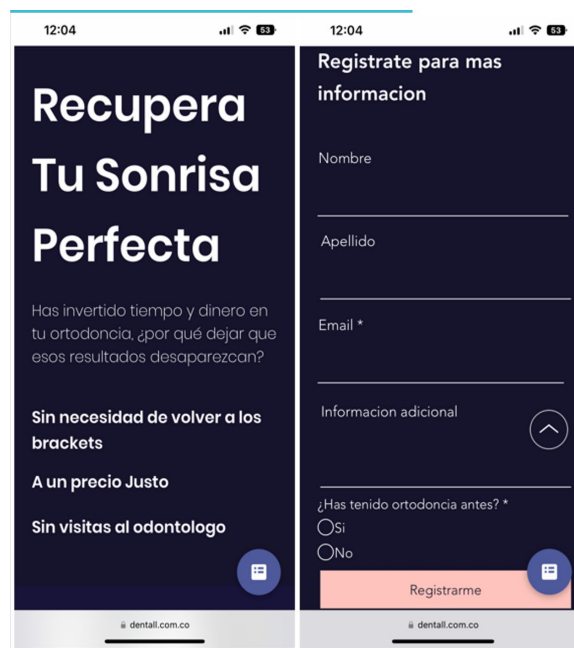 12:04
53
Recupera
Tu Sonrisa
Perfecta
Has invertido tiempo y dinero en
tu ortodoncia, ¿por qué dejar que
esos resultados desaparezcan?
Sin necesidad de volver a los
brackets
A un precio Justo
Sin visitas al odontologo
dentall.com.co
12:04
53
Registrate para mas
informacion
Nombre
Apellido
Email *
Informacion adicional
¿Has tenido ortodoncia antes? *
Si
No
Registrarme
dentall.com.co